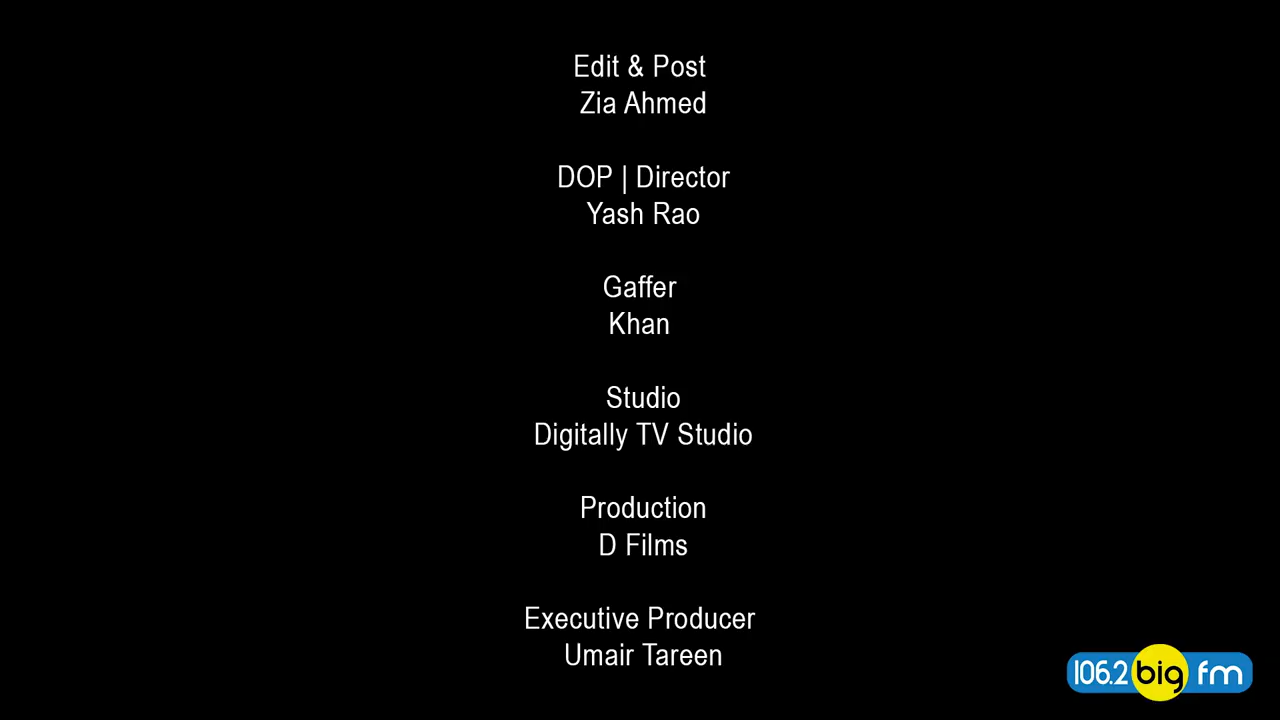 Edit & Post
Zia Ahmed
DOP | Director
Yash Rao
Gaffer
Khan
Studio
Digitally TV Studio
Production
D Films
Executive Producer
Umair Tareen
106.2 big fm